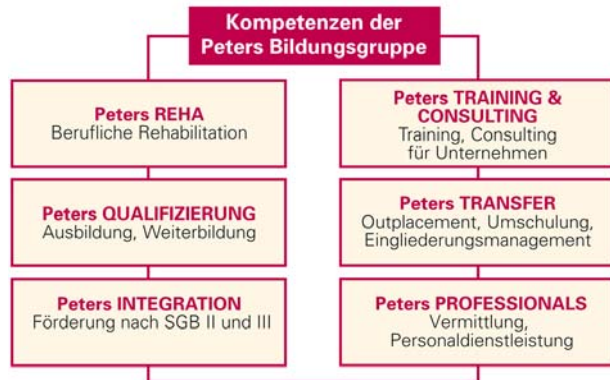 Kompetenzen der
Peters Bildungsgruppe
Peters REHA
Berufliche Rehabilitation
Peters QUALIFIZIERUNG
Ausbildung, Weiterbildung
Peters INTEGRATION
Förderung nach SGB II und III
Peters TRAINING &
CONSULTING
Training, Consulting
für Unternehmen
Peters TRANSFER
Outplacement, Umschulung,
Eingliederungsmanagement
Peters PROFESSIONALS
Vermittlung,
Personaldienstleistung